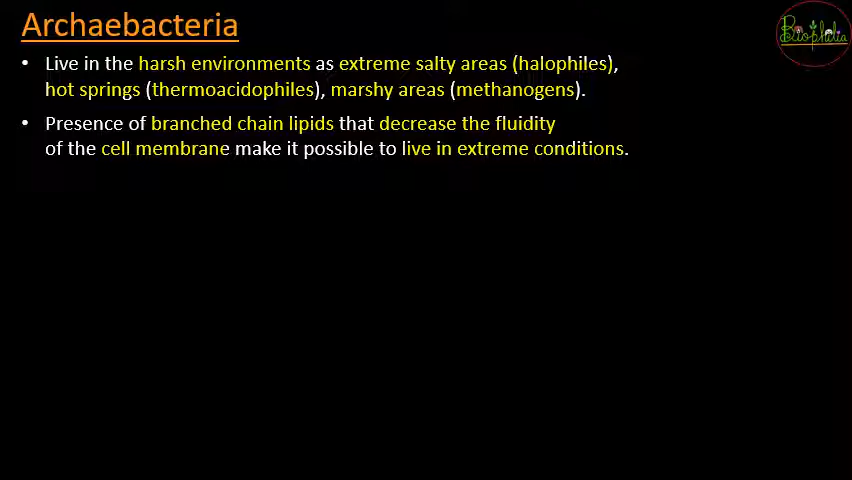 Archaebacteria
Biophilia
• Live in the harsh environments as extreme salty areas (halophiles),
hot springs (thermoacidophiles), marshy areas (methanogens).
• Presence of branched chain lipids that decrease the fluidity
of the cell membrane make it possible to live in extreme conditions.